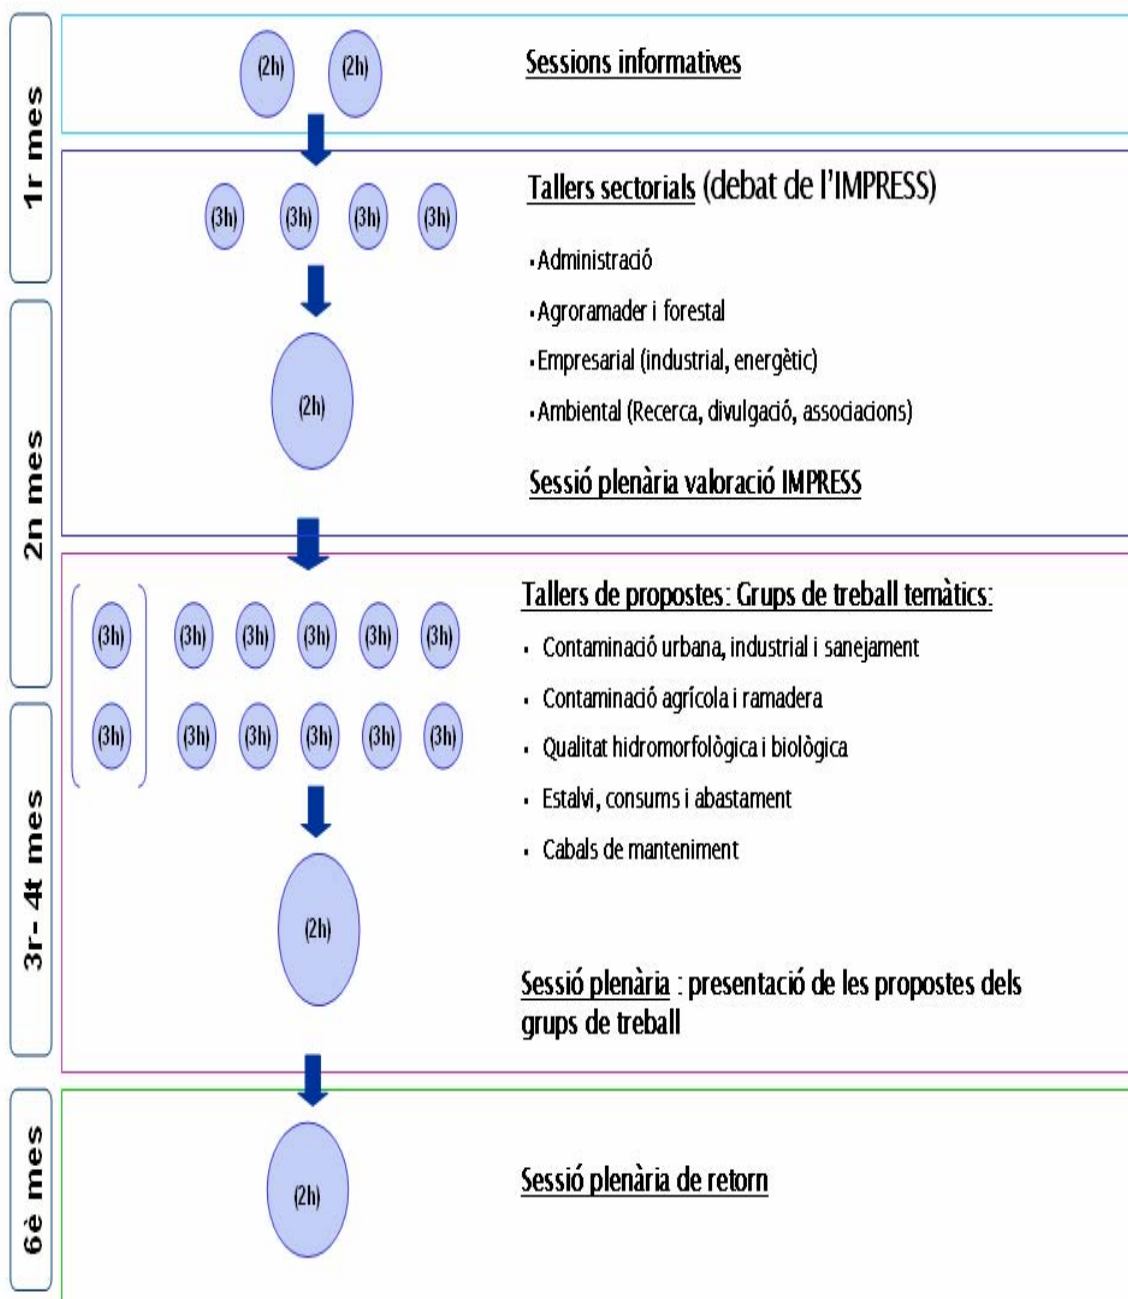 1r mes
(2h) (2h)
Sessions informatives
(3h) (3h) (3h) (3h)
Tallers sectorials (debat de l'IMPRESS)
▪Administració
▪Agroramader i forestal
▪Empresarial (industrial, energètic)
▪Ambiental (Recerca, divulgació, associacions)
2n mes
(2h)
Sessió plenària valoració IMPRESS
Tallers de propostes: Grups de treball temàtics:
(3h) (3h) (3h) (3h) (3h) (3h)
▪ Contaminació urbana, industrial i sanejament
▪ Contaminació agrícola i ramadera
(3h) (3h) (3h) (3h) (3h) (3h)
▪ Qualitat hidromorfològica i biològica
▪ Estalvi, consums i abastament
▪ Cabals de manteniment
3r- 4t mes
(2h)
Sessió plenària : presentació de les propostes dels
grups de treball
6è mes
(2h)
Sessió plenària de retorn